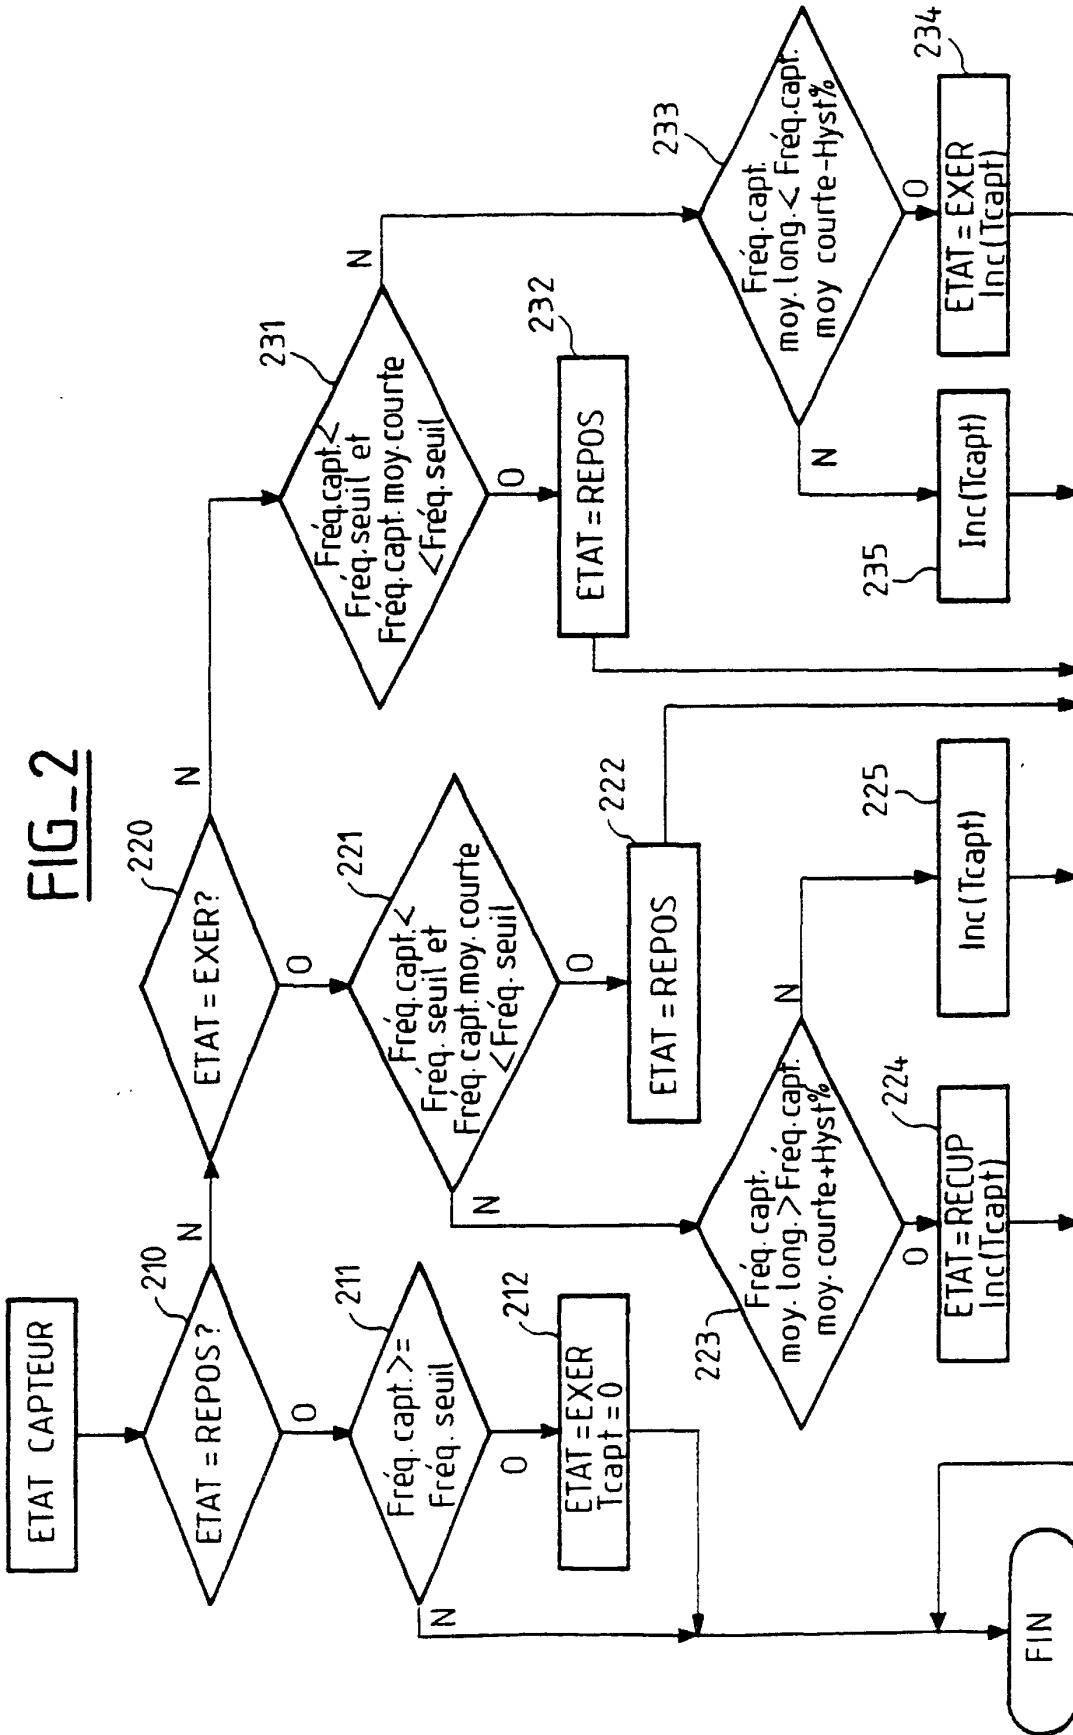 FIG_2
ETAT CAPTEUR
210
ETAT = REPOS ?
N
O
211
Fréq.capt.>=
Fréq. seuil
N
O
212
ETAT = EXER
Tcapt = 0
220
ETAT = EXER?
N
O
221
Fréq.capt.<
Fréq. seuil et
Fréq.capt.moy.courte
<Fréq. seuil
N
O
222
ETAT = REPOS
223
Fréq. capt.
moy.long.>Fréq.capt.
moy.courte+Hyst%
N
O
224
ETAT = RECUP
Inc(Tcapt)
225
Inc(Tcapt)
231
Fréq.capt.<
Fréq.seuil et
Fréq.capt.moy.courte
<Fréq.seuil
N
O
232
ETAT = REPOS
233
Fréq.capt.
moy.long.< Fréq.capt.
moy courte-Hyst%
N
O
234
ETAT = EXER
Inc(Tcapt)
235
Inc(Tcapt)
FIN